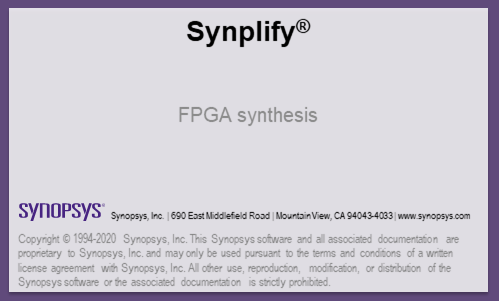 Synplify®
FPGA synthesis
SYNOPSYS® Synopsys, Inc. | 690 East Middlefield Road | Mountain View, CA 94043-4033 | www.synopsys.com
Copyright © 1994-2020 Synopsys, Inc. This Synopsys software and all associated documentation are
proprietary to Synopsys, Inc. and may only be used pursuant to the terms and conditions of a written
license agreement with Synopsys, Inc. All other use, reproduction, modification, or distribution of the
Synopsys software or the associated documentation is strictly prohibited.